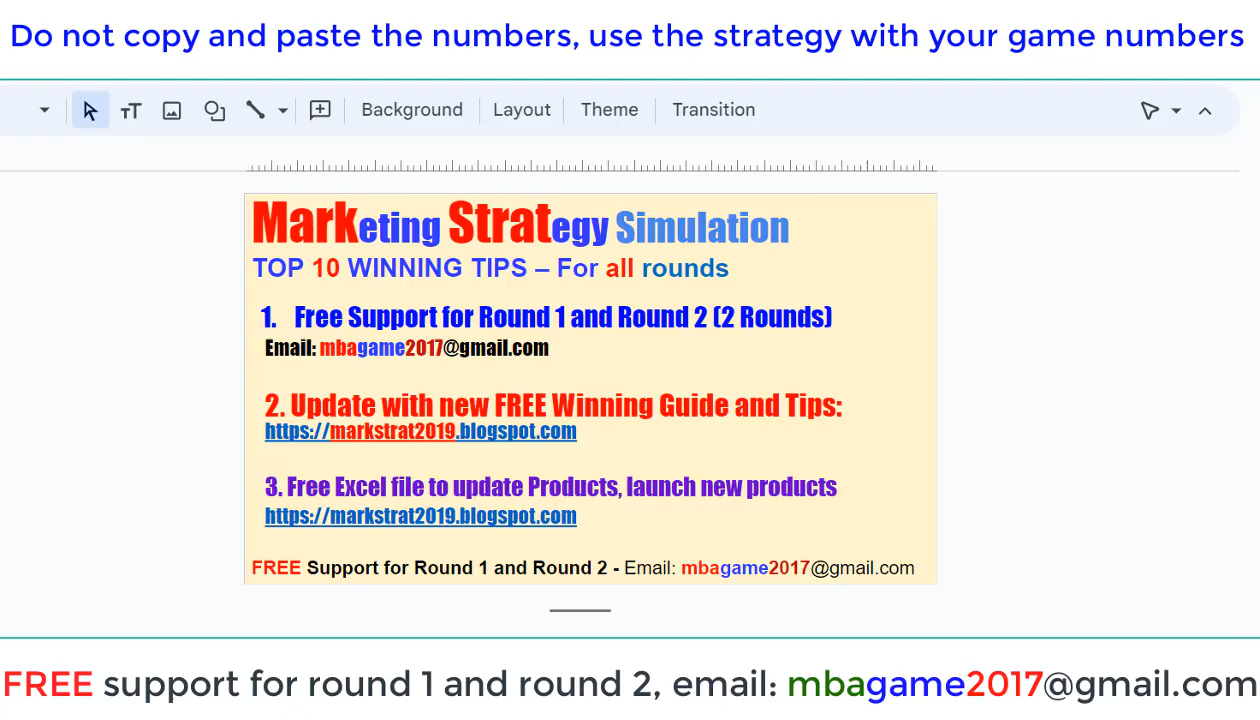 Do not copy and paste the numbers, use the strategy with your game numbers
Background Layout Theme Transition
Marketing Strategy Simulation
TOP 10 WINNING TIPS – For all rounds
1. Free Support for Round 1 and Round 2 (2 Rounds)
Email: mbagame2017@gmail.com
2. Update with new FREE Winning Guide and Tips:
https://markstrat2019.blogspot.com
3. Free Excel file to update Products, launch new products
https://markstrat2019.blogspot.com
FREE Support for Round 1 and Round 2 - Email: mbagame2017@gmail.com
FREE support for round 1 and round 2, email: mbagame2017@gmail.com